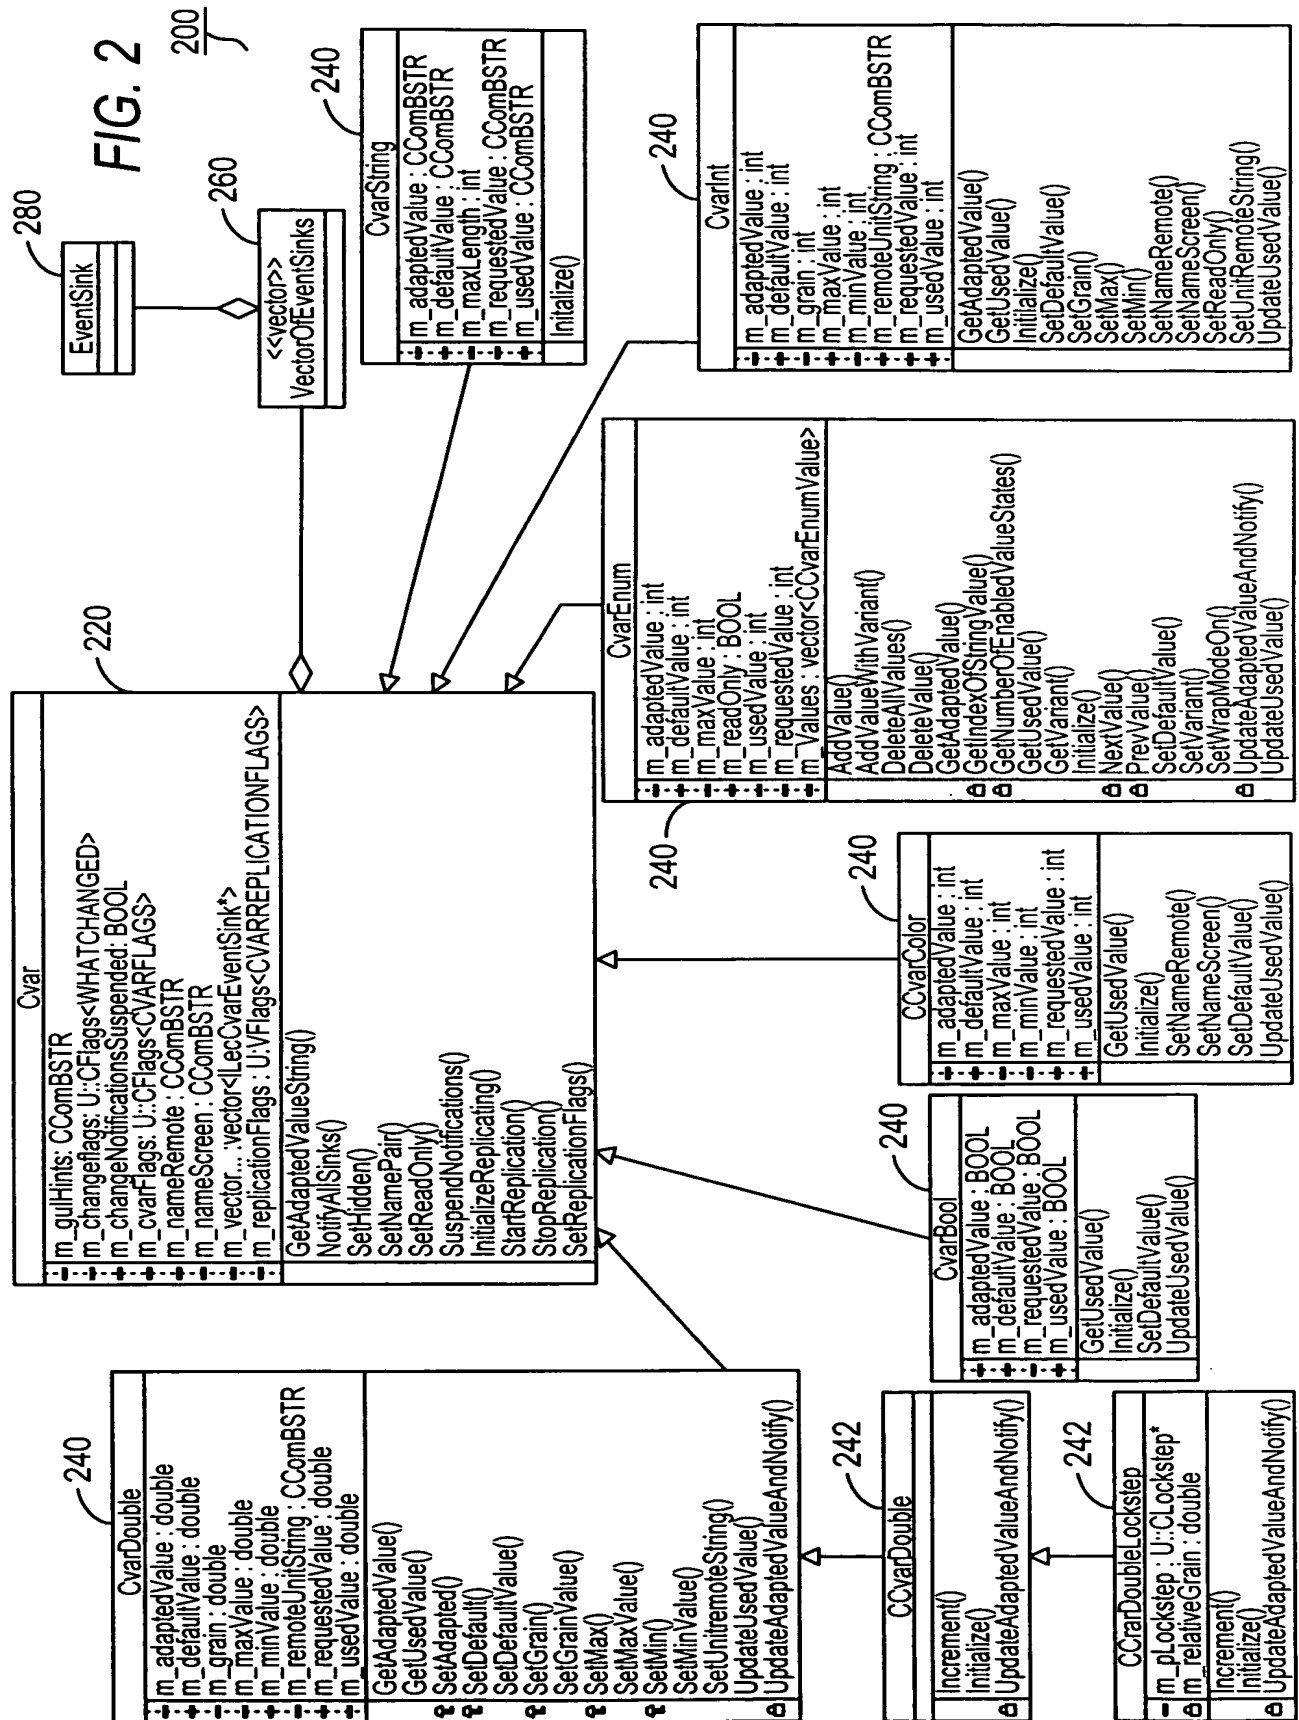 FIG. 2
200
EventSink
280
<<vector>>
VectorOfEventSinks
260
Cvar
220
m_guiHints: CComBSTR
m_changeflags: U::CFlags<WHATCHANGED>
m_changeNotificationsSuspended: BOOL
m_cvarFlags: U::CFlags<CVARFLAGS>
m_nameRemote : CComBSTR
m_nameScreen : CComBSTR
m_vector... :vector<ILecCvarEventSink*>
m_replicationFlags : U:VFlags<CVARREPLICATIONFLAGS>
GetAdaptedValueString()
NotifyAllSinks()
SetHidden()
SetNamePair()
SetReadOnly()
SuspendNotifications()
InitializeReplicating()
StartReplication()
StopReplication()
SetReplicationFlags()
CvarString
240
m_adaptedValue : CComBSTR
m_defaultValue : CComBSTR
m_maxLength : int
m_requestedValue : CComBSTR
m_usedValue : CComBSTR
Initalize()
CvarInt
240
m_adaptedValue : int
m_defaultValue : int
m_grain : int
m_maxValue : int
m_minValue : int
m_remoteUnitString : CComBSTR
m_requestedValue : int
m_usedValue : int
GetAdaptedValue()
GetUsedValue()
Initilalize()
SetDefaultValue()
SetGrain()
SetMax()
SetMin()
SetNameRemote()
SetNameScreen()
SetReadOnly()
SetUnitRemoteString()
UpdateUsedValue()
CvarEnum
240
m_adaptedValue : int
m_defaultValue : int
m_maxValue : int
m_readOnly : BOOL
m_usedValue : int
m_requestedValue : int
m_Values : vector<CCvarEnumValue>
AddValue()
AddValueWithVariant()
DeleteAllValues()
DeleteValue()
GetAdaptedValue()
GetIndexOfStringValue()
GetNumberOfEnabledValueStates()
GetUsedValue()
GetVariant()
Initialize()
NextValue()
PrevValue()
SetDefaultValue()
SetVariant()
SetWrapModeOn()
UpdateAdaptedValueAndNotify()
UpdateUsedValue()
CCvarColor
240
m_adaptedValue : int
m_defaultValue : int
m_maxValue : int
m_minValue : int
m_requestedValue : int
m_usedValue : int
GetUsedValue()
Initialize()
SetNameRemote()
SetNameScreen()
SetDefaultValue()
UpdateUsedValue()
CvarBool
240
m_adaptedValue : BOOL
m_defaultValue : BOOL
m_requestedValue : BOOL
m_usedValue : BOOL
GetUsedValue()
Initialize()
SetDefaultValue()
UpdateUsedValue()
CvarDouble
240
m_adaptedValue : double
m_defaultValue : double
m_grain : double
m_maxValue : double
m_minValue : double
m_remoteUnitString : CComBSTR
m_requestedValue : double
m_usedValue : double
GetAdaptedValue()
GetUsedValue()
SetAdapted()
SetDefault()
SetDefaultValue()
SetGrain()
SetGrainValue()
SetMax()
SetMaxValue()
SetMin()
SetMinValue()
SetUnitremoteString()
UpdateUsedValue()
UpdateAdaptedValueAndNotify()
CCvarDouble
242
Increment()
Initialize()
UpdateAdaptedValueAndNotify()
CCrarDoubleLockstep
242
m_pLockstep : U::CLockstep*
m_relativeGrain : double
Increment()
Initialize()
UpdateAdaptedValueAndNotify()